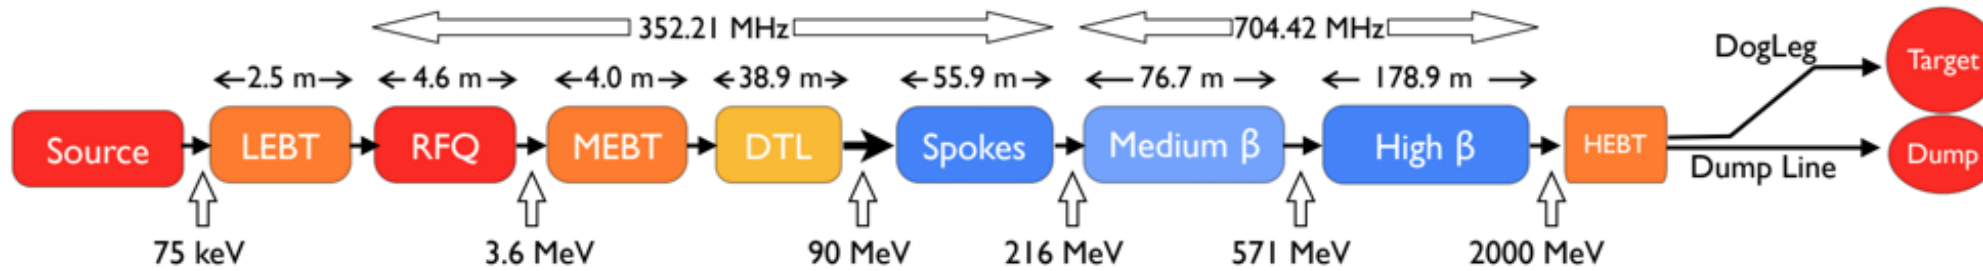 352.21 MHz 704.42 MHz
2.5 m 4.6 m 4.0 m 38.9 m 55.9 m 76.7 m 178.9 m
DogLeg
Target
Source LEBT RFQ MEBT DTL Spokes Medium β High β HEBT
Dump Line
Dump
75 keV 3.6 MeV 90 MeV 216 MeV 571 MeV 2000 MeV